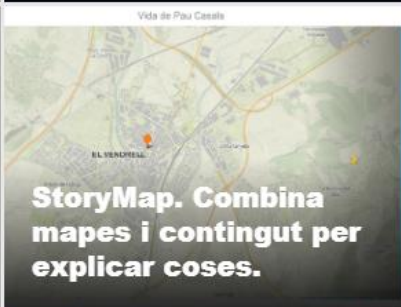 Vida de Pau Casals
EL VENDRELL
StoryMap. Combina
mapes i contingut per
explicar coses.